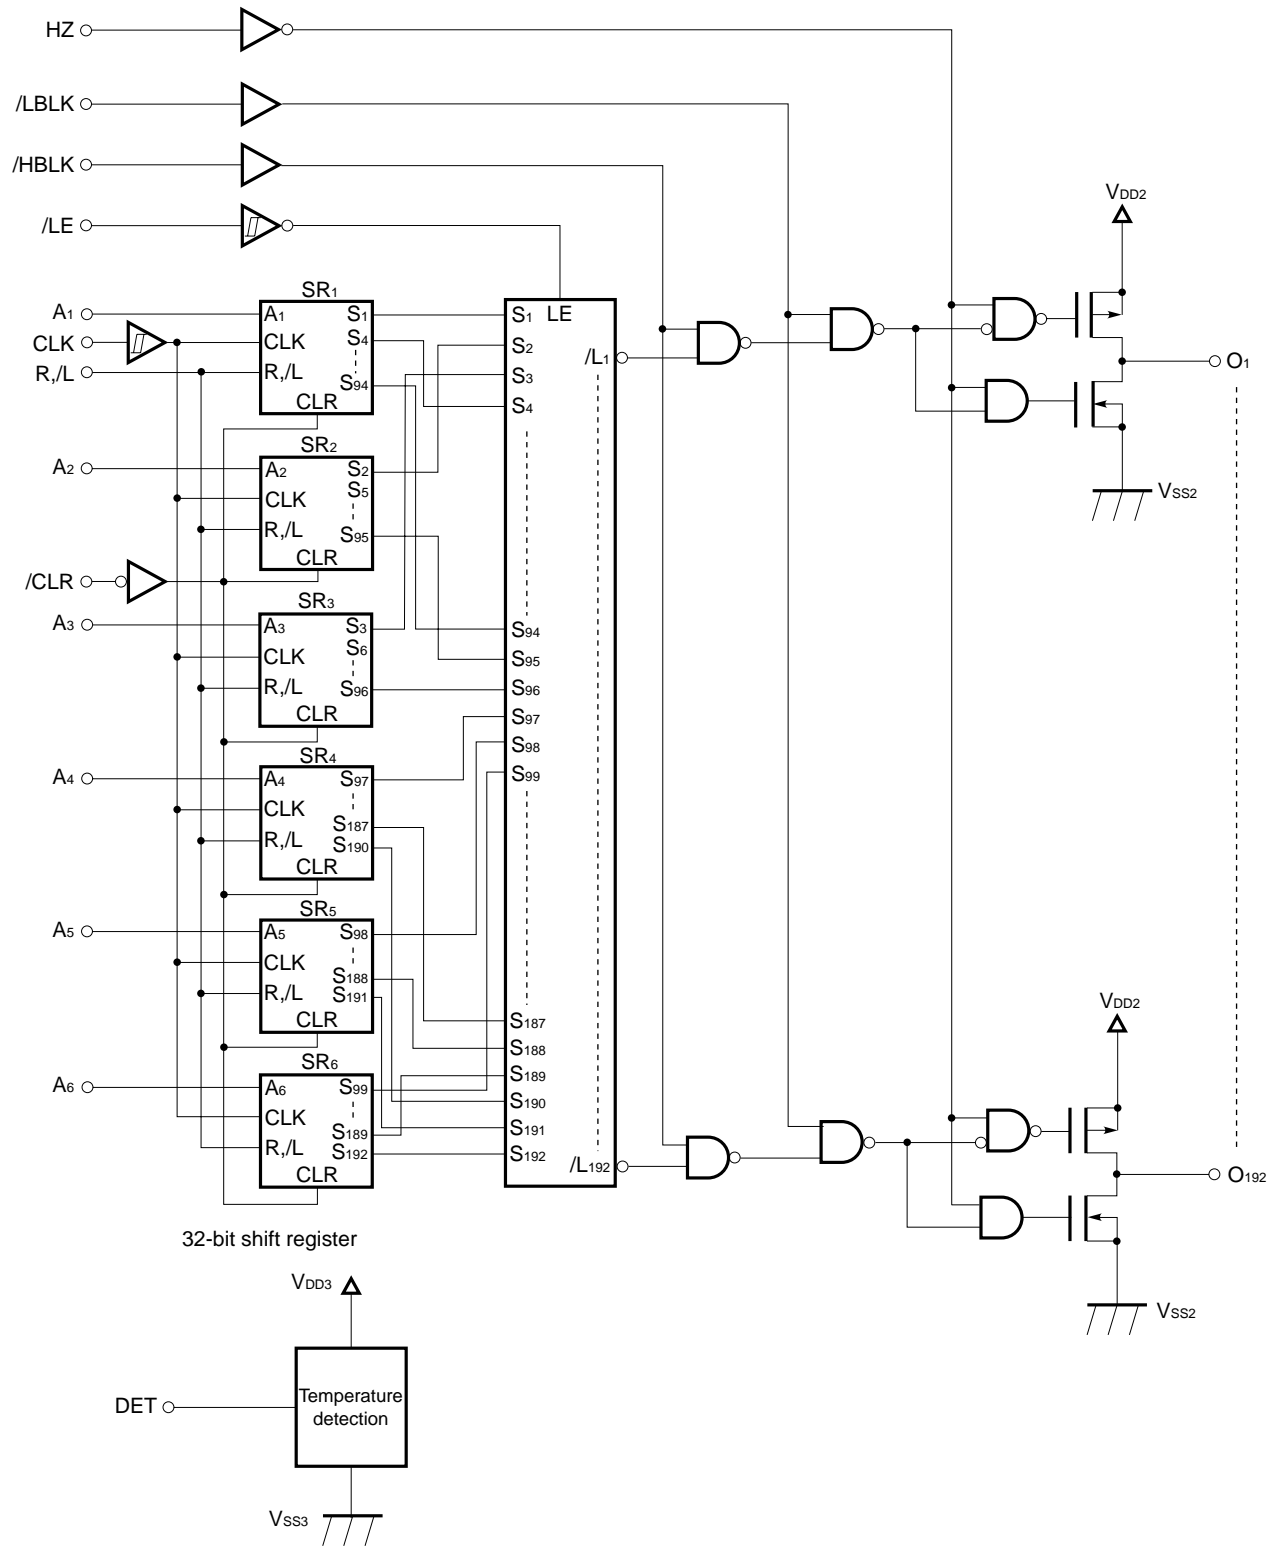 HZ
/LBLK
/HBLK
/LE
VDD2
SR1
A1
A1
S1
S1
LE
CLK
CLK
S4
S2
R,/L
R,/L
S94
S3
/L1
O1
CLR
S4
SR2
A2
A2
S2
S5
CLK
VSS2
R,/L
S95
CLR
/CLR
SR3
A3
A3
S3
S94
S6
CLK
S95
R,/L
S96
S96
CLR
S97
SR4
S98
A4
A4
S97
S99
CLK
S187
R,/L
S190
CLR
SR5
A5
A5
S98
CLK
S188
R,/L
S191
VDD2
CLR
S187
SR6
S188
A6
A6
S99
S189
CLK
S190
S189
S191
R,/L
S192
S192
/L192
CLR
O192
32-bit shift register
VDD3
VSS2
Temperature
detection
DET
VSS3